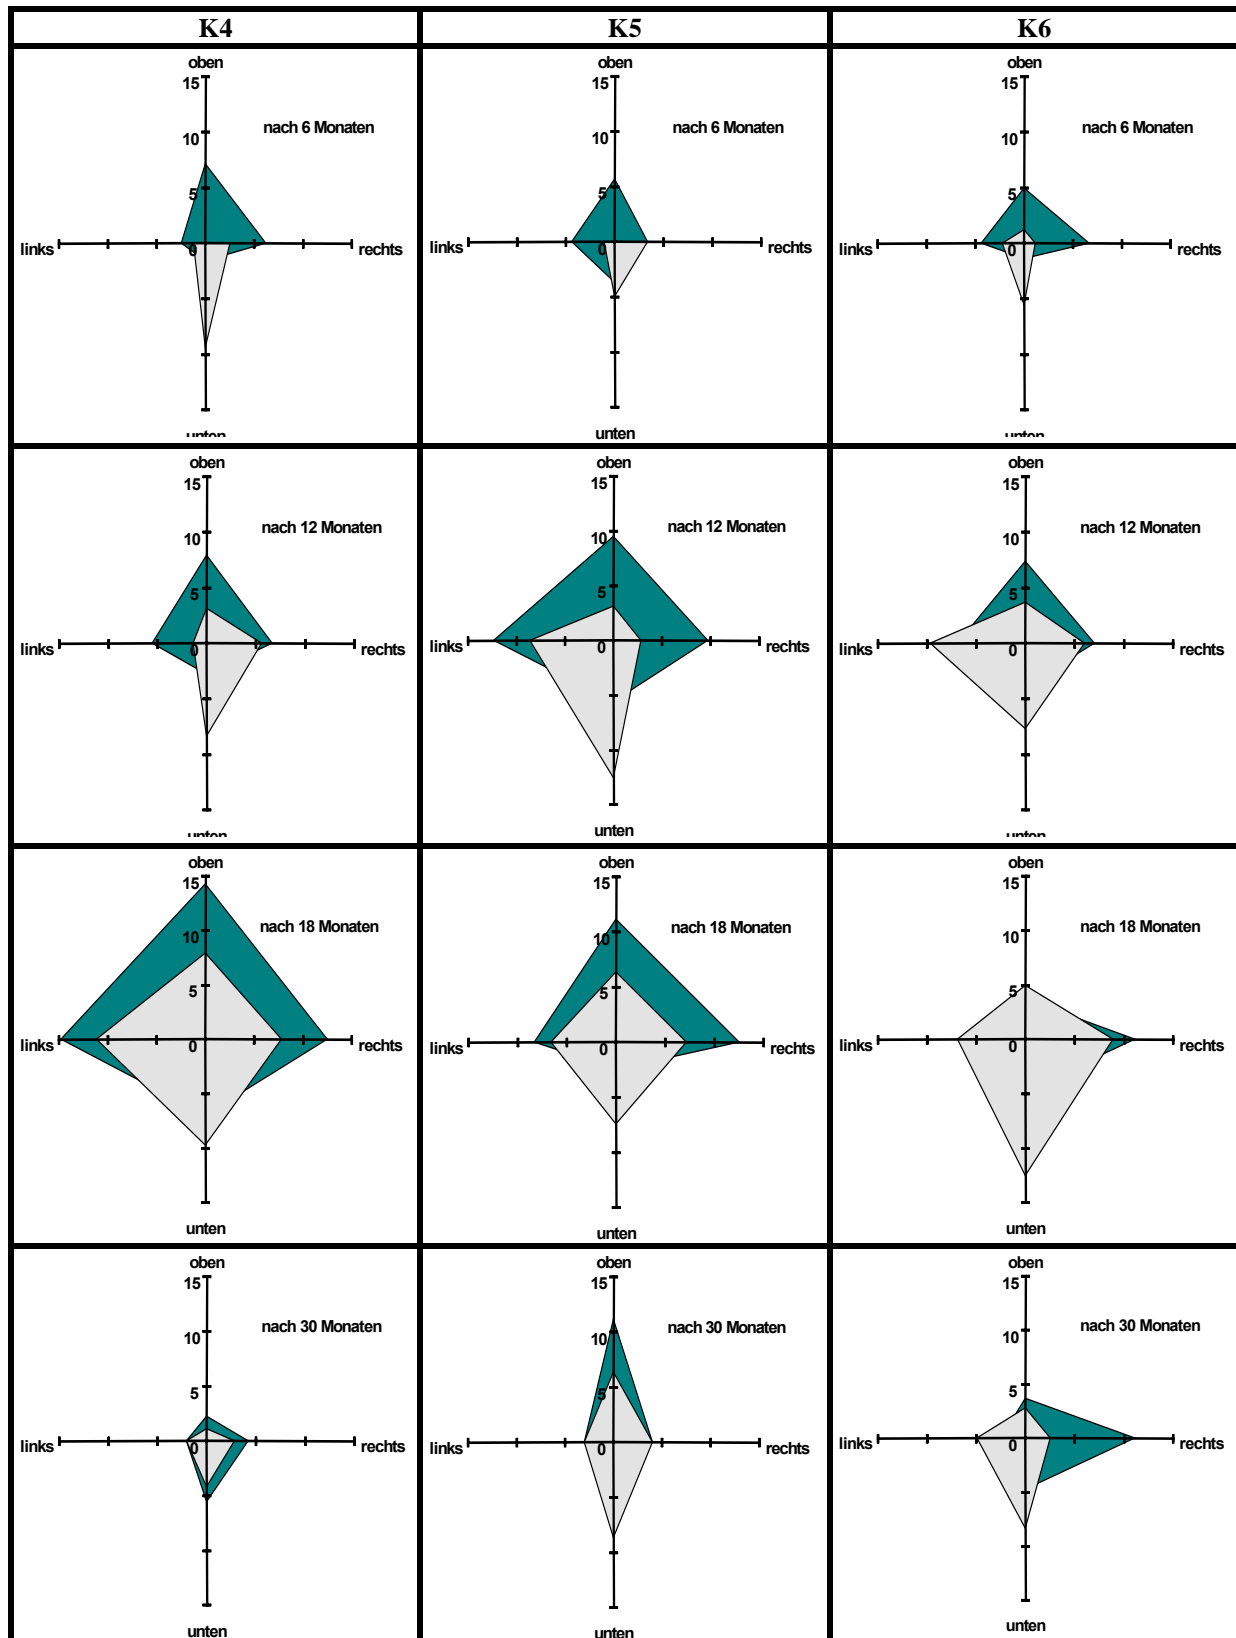 K4 K5 K6
oben oben oben
15 15 15
nach 6 Monaten nach 6 Monaten nach 6 Monaten
10 10 10
5 5 5
links 0 rechts links 0 rechts links 0 rechts
unten unten unten
oben oben oben
15 15 15
nach 12 Monaten nach 12 Monaten nach 12 Monaten
10 10 10
5 5 5
links 0 rechts links 0 rechts links 0 rechts
unten unten unten
oben oben oben
15 15 15
nach 18 Monaten nach 18 Monaten nach 18 Monaten
10 10 10
5 5 5
links 0 rechts links 0 rechts links 0 rechts
unten unten unten
oben oben oben
15 15 15
nach 30 Monaten nach 30 Monaten nach 30 Monaten
10 10 10
5 5 5
links 0 rechts links 0 rechts links 0 rechts
unten unten unten